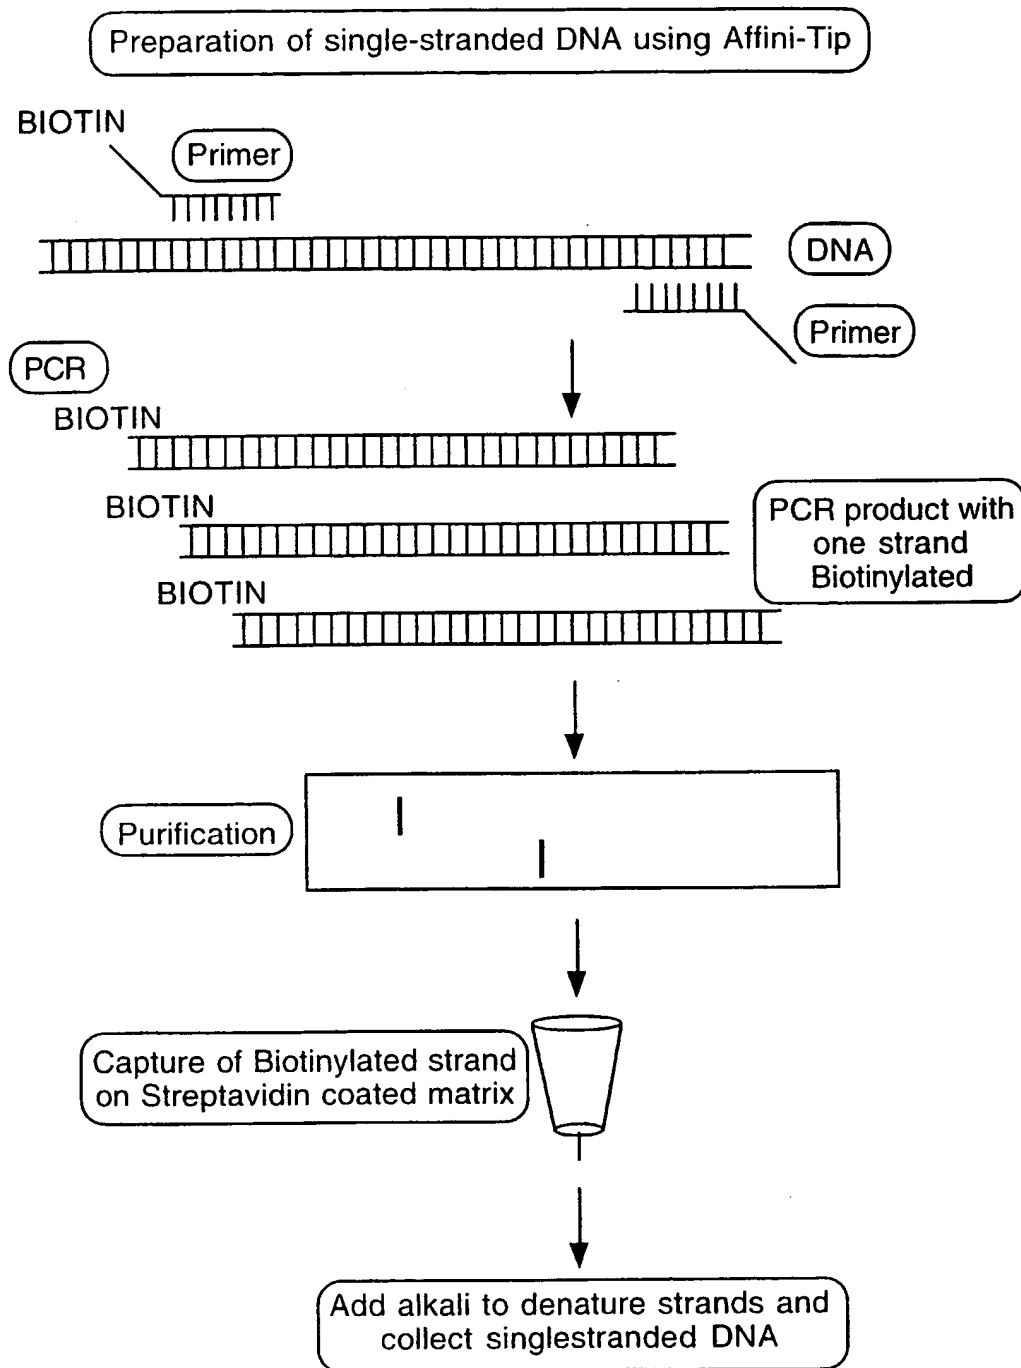 Preparation of single-stranded DNA using Affini-Tip
BIOTIN
Primer
DNA
Primer
PCR
BIOTIN
BIOTIN
BIOTIN
PCR product with
one strand
Biotinylated
Purification
Capture of Biotinylated strand
on Streptavidin coated matrix
Add alkali to denature strands and
collect singlestranded DNA